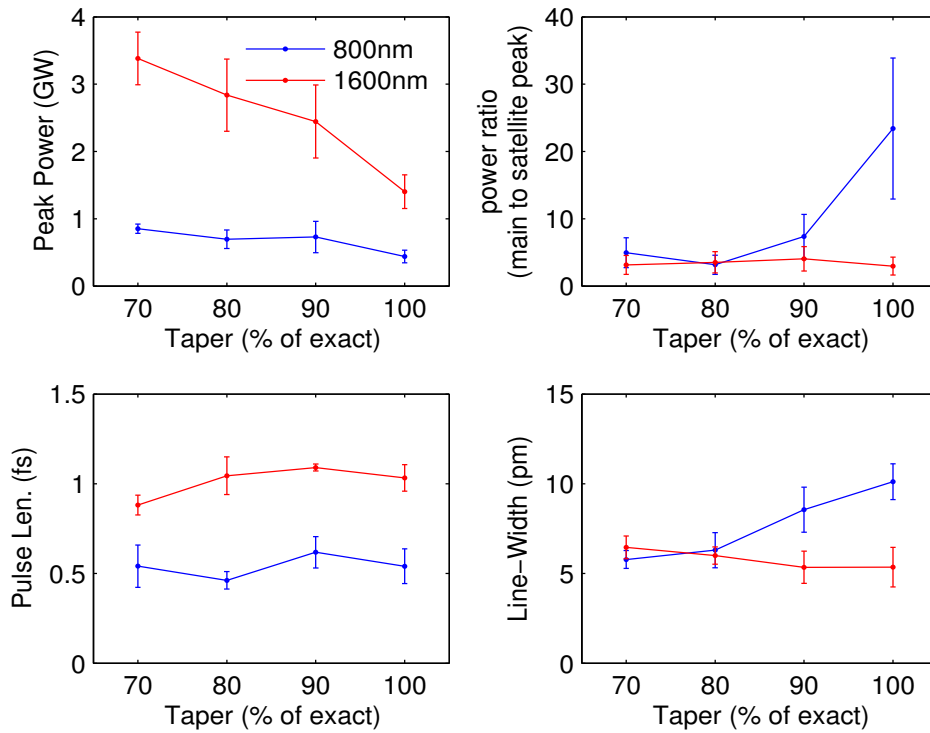 Peak Power (GW)
4
3
2
1
0
800nm
1600nm
70 80 90 100
Taper (% of exact)
power ratio
(main to satellite peak)
40
30
20
10
0
70 80 90 100
Taper (% of exact)
Pulse Len. (fs)
1.5
1
0.5
0
70 80 90 100
Taper (% of exact)
Line−Width (pm)
15
10
5
0
70 80 90 100
Taper (% of exact)